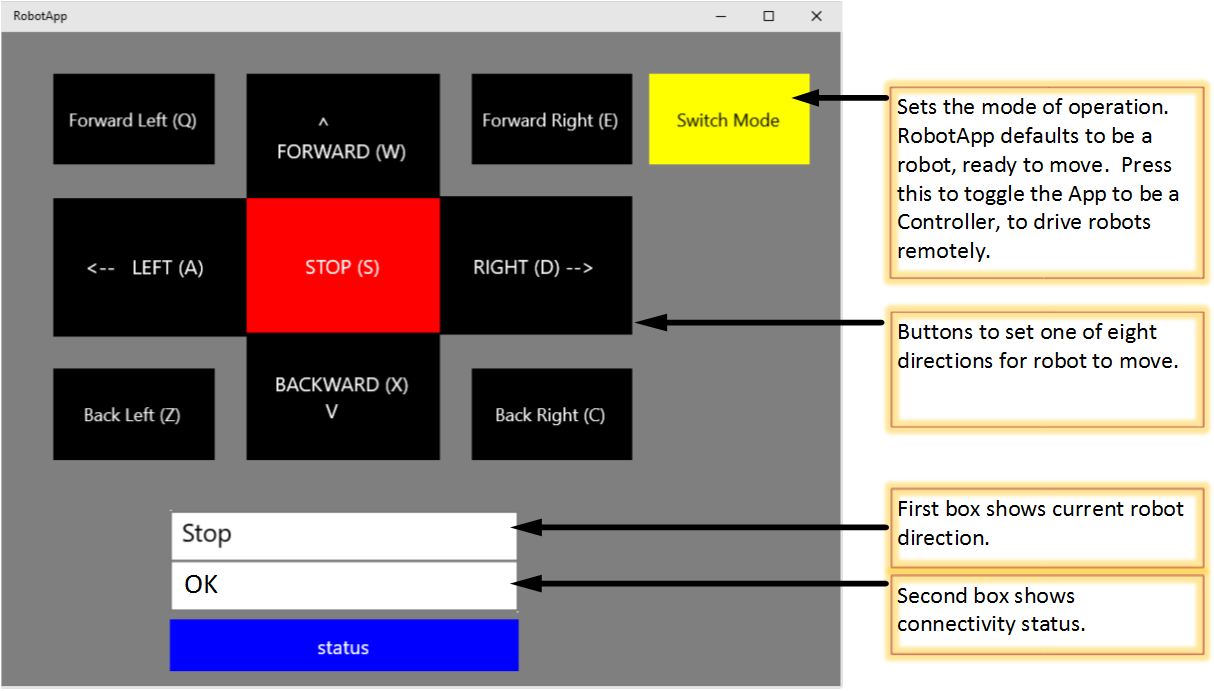 RobotApp
Forward Left (Q)
^
FORWARD (W)
Forward Right (E)
Switch Mode
<-- LEFT (A)
STOP (S)
RIGHT (D) -->
Back Left (Z)
BACKWARD (X)
V
Back Right (C)
Stop
OK
status
Sets the mode of operation.
RobotApp defaults to be a
robot, ready to move.  Press
this to toggle the App to be a
Controller, to drive robots
remotely.
Buttons to set one of eight
directions for robot to move.
First box shows current robot
direction.
Second box shows
connectivity status.